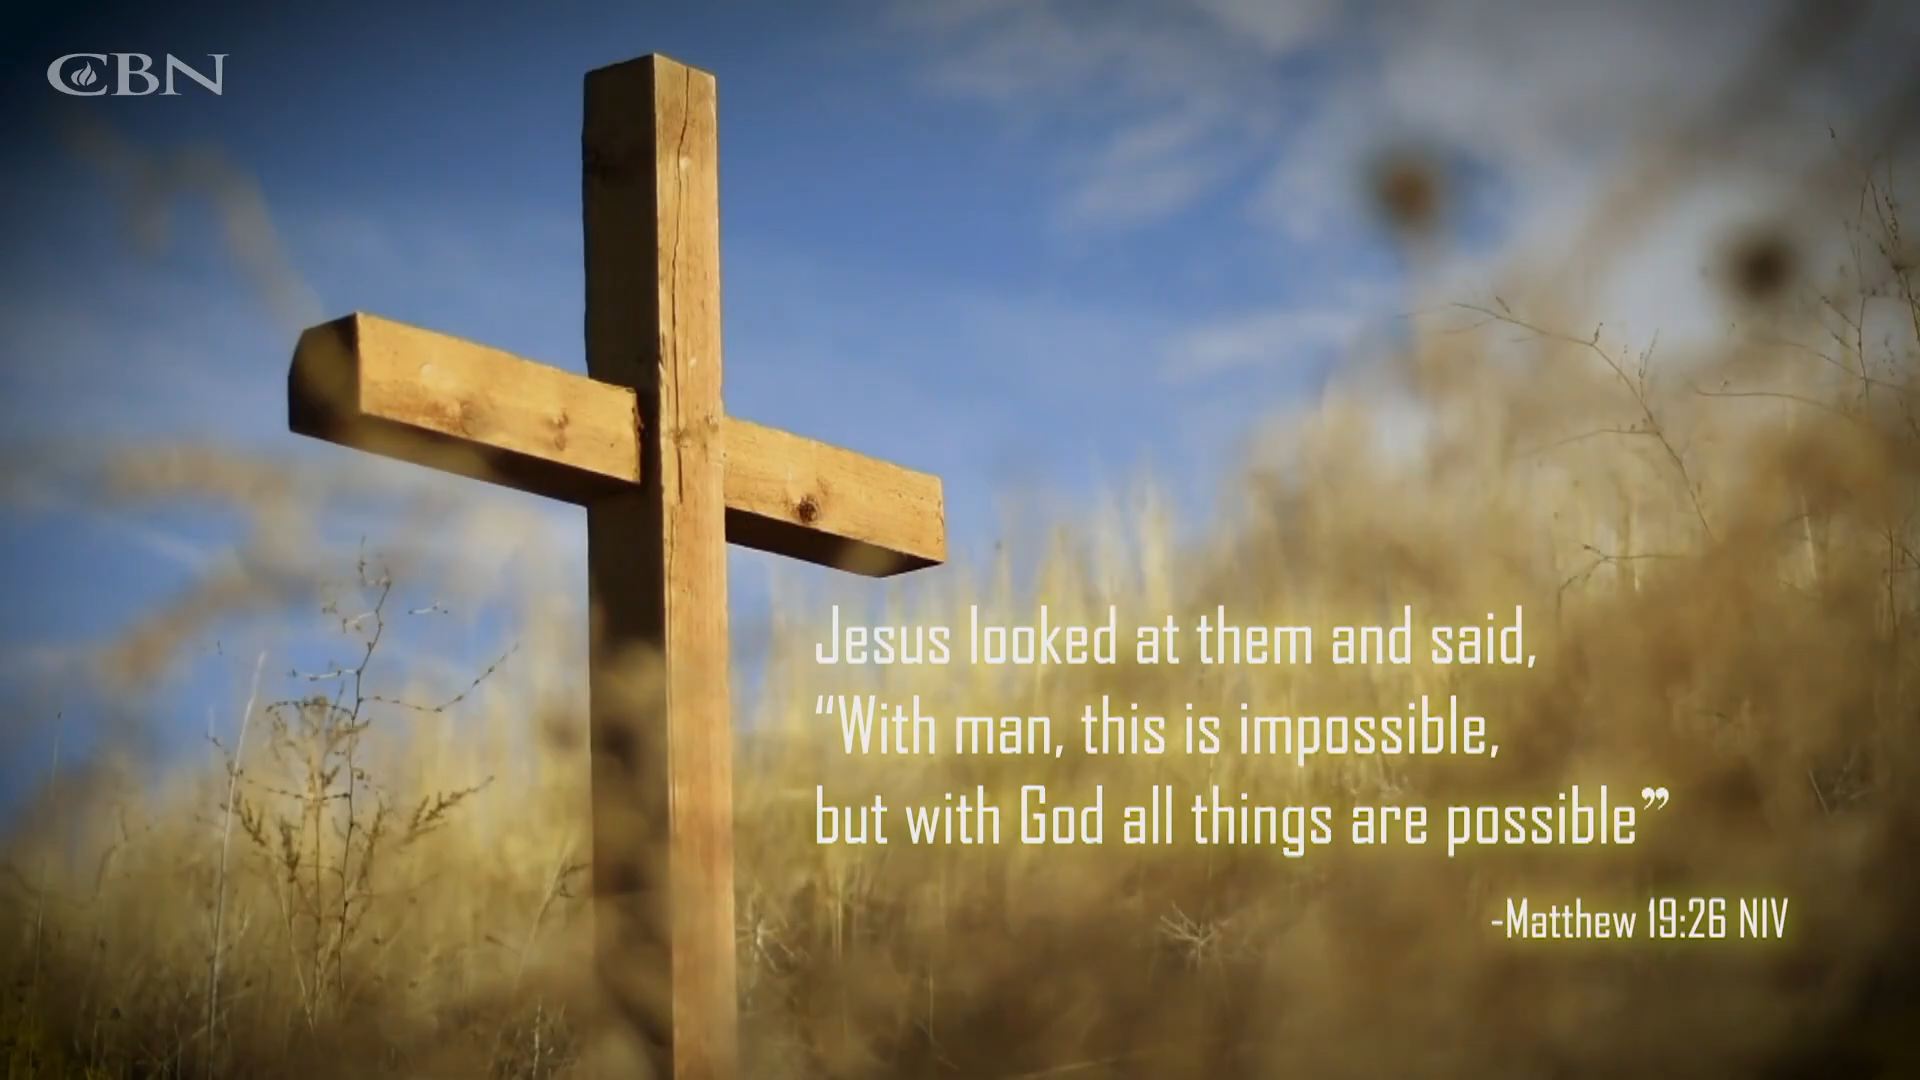 CBN
Jesus looked at them and said,
“With man, this is impossible,
but with God all things are possible”
-Matthew 19:26 NIV